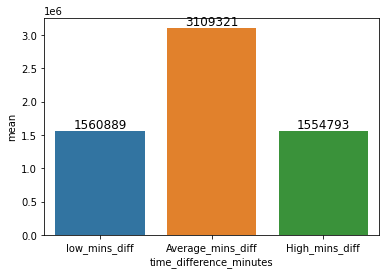 1e6
3109321
1560889
1554793
3.0
2.5
2.0
1.5
1.0
0.5
0.0
mean
low_mins_diff Average_mins_diff High_mins_diff
time_difference_minutes